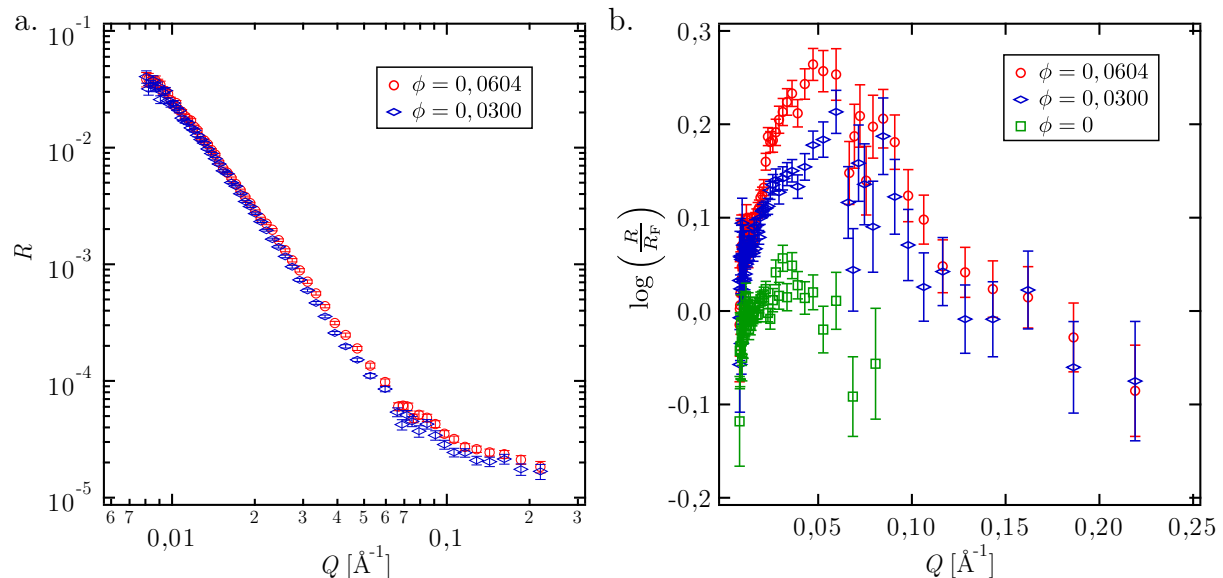 a.
10⁻¹
10⁻²
10⁻³
10⁻⁴
10⁻⁵
R
ϕ = 0,0604
ϕ = 0,0300
6 7 2 3 4 5 6 7 2 3
0,01 0,1
Q [Å⁻¹]
b.
0,3
0,2
0,1
0,0
-0,1
-0,2
log (R/R_F)
ϕ = 0,0604
ϕ = 0,0300
ϕ = 0
0,05 0,10 0,15 0,20 0,25
Q [Å⁻¹]